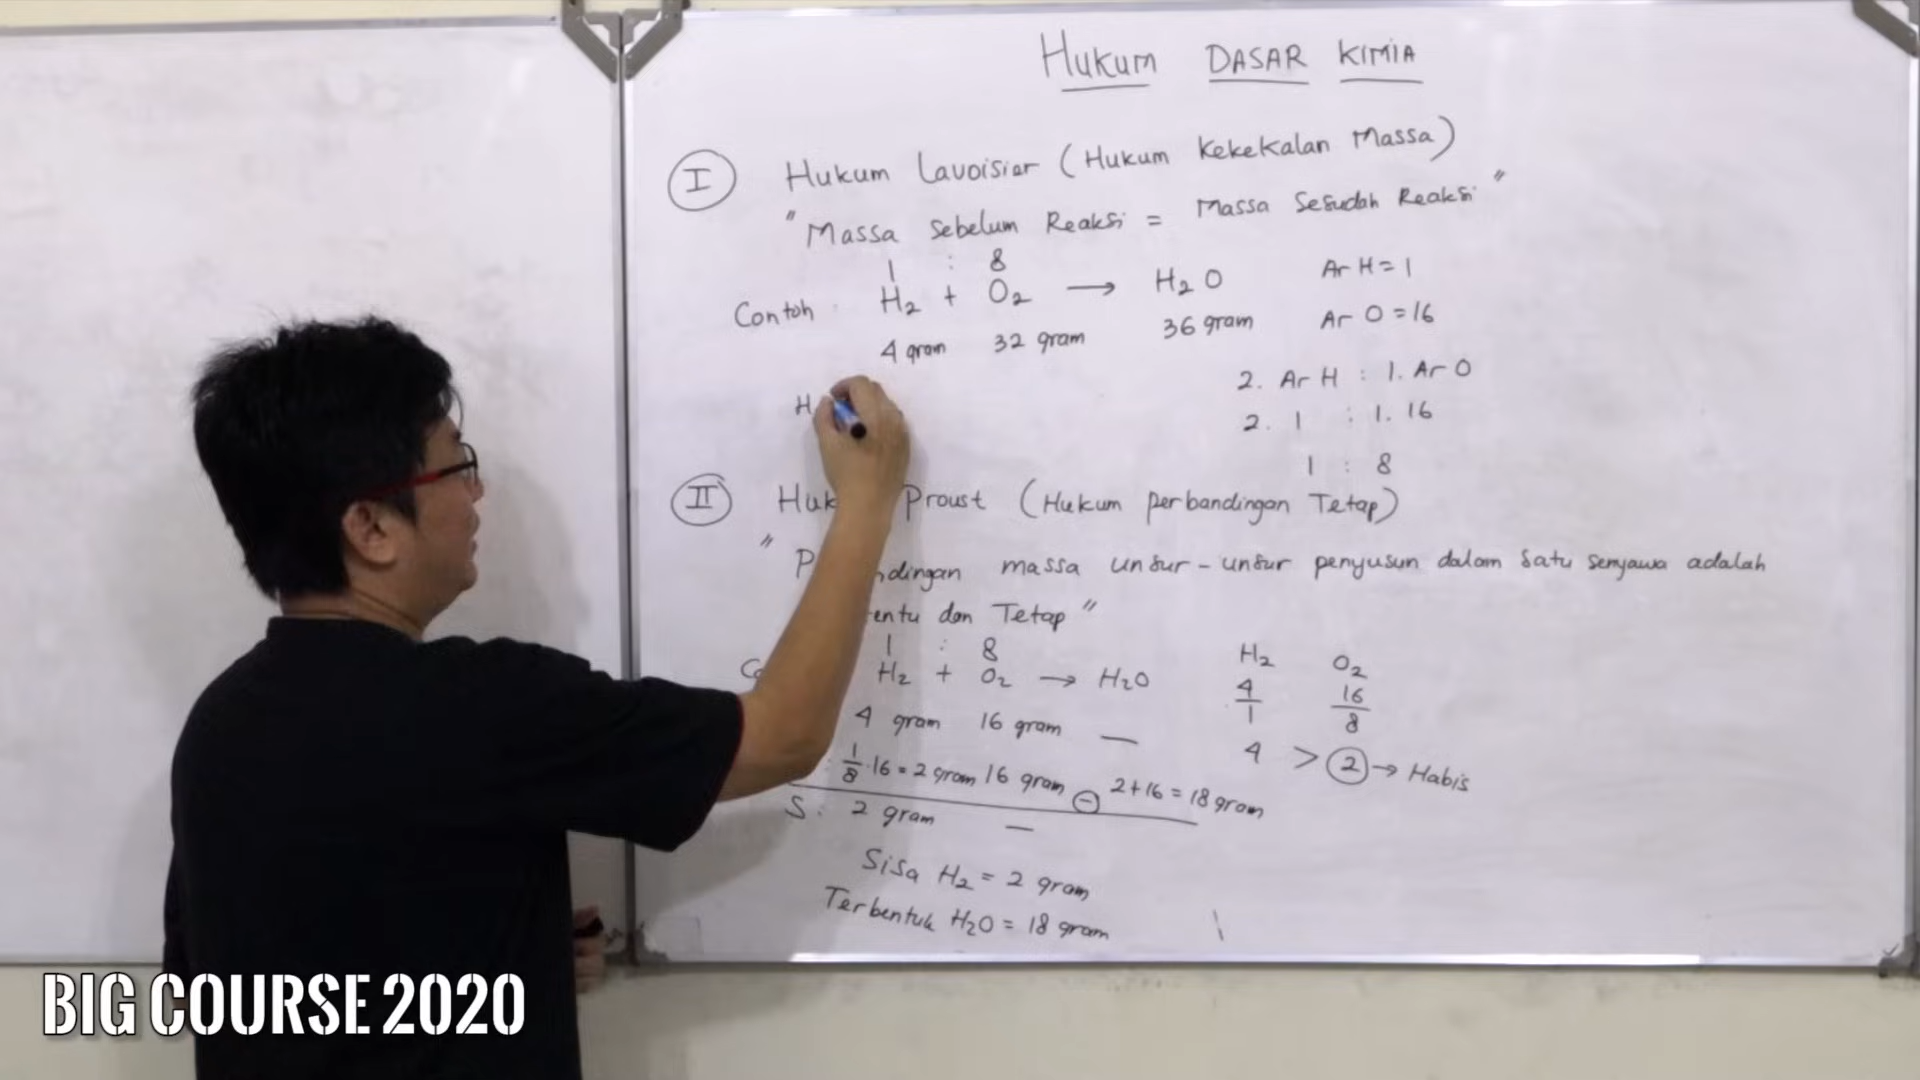 HUKUM DASAR KIMIA
I Hukum Lavoisier (Hukum Kekekalan Massa)
"Massa Sebelum Reaksi = Massa Sesudah Reaksi"
1 : 8
Contoh : H2 + O2 → H2O Ar H = 1
4 gram 32 gram 36 gram Ar O = 16
2. Ar H : 1. Ar O
H
2. 1 : 1. 16
1 : 8
II Huk Proust (Hukum perbandingan Tetap)
" P ndingan massa unsur - unsur penyusun dalam satu senyawa adalah
entu dan Tetap"
1 : 8 H2 O2
Co H2 + O2 → H2O 4/1 16/8
4 gram 16 gram — 4 > 2 → Habis
: 1/8 . 16 = 2 gram 16 gram − 2 + 16 = 18 gram
S : 2 gram —
Sisa H2 = 2 gram
Terbentuk H2O = 18 gram
BIG COURSE 2020